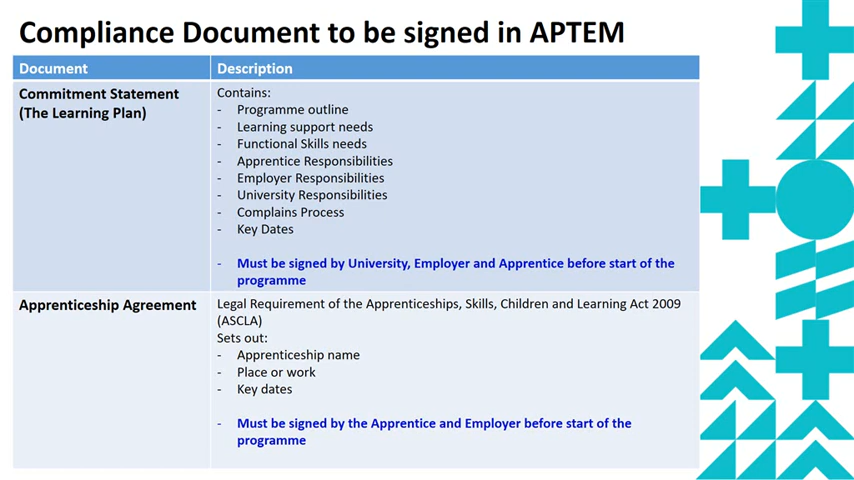 Compliance Document to be signed in APTEM
Document
Description
Commitment Statement
(The Learning Plan)
Contains:
- Programme outline
- Learning support needs
- Functional Skills needs
- Apprentice Responsibilities
- Employer Responsibilities
- University Responsibilities
- Complains Process
- Key Dates
- Must be signed by University, Employer and Apprentice before start of the
programme
Apprenticeship Agreement
Legal Requirement of the Apprenticeships, Skills, Children and Learning Act 2009
(ASCLA)
Sets out:
- Apprenticeship name
- Place or work
- Key dates
- Must be signed by the Apprentice and Employer before start of the
programme